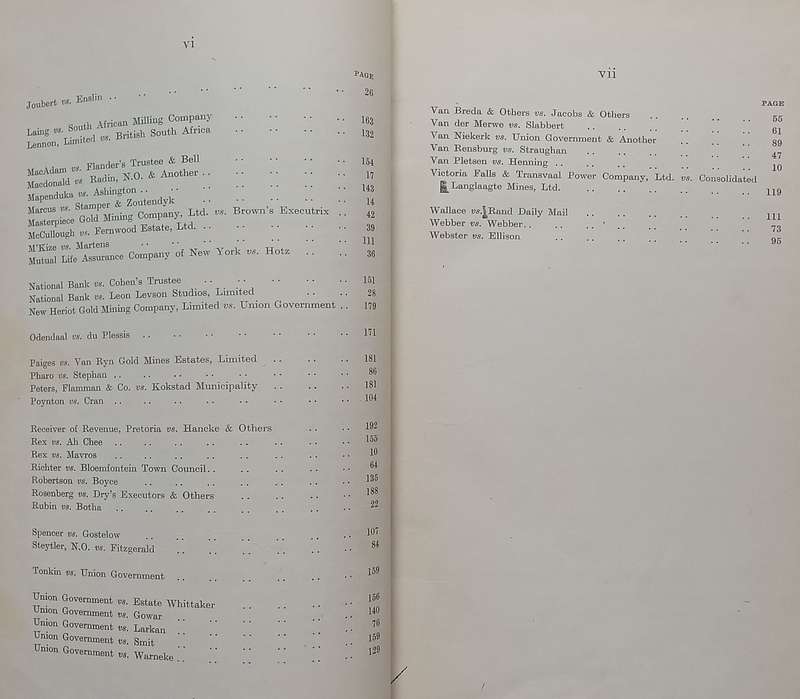 vi
PAGE
Joubert vs. Enslin .. .. .. .. .. .. .. .. 26
Laing vs. South African Milling Company .. .. .. .. 163
Lennon, Limited vs. British South Africa .. .. .. .. 132
MacAdam vs. Flander's Trustee & Bell .. .. .. .. 154
Macdonald vs. Radin, N.O. & Another .. .. .. .. .. 17
Mapenduka vs. Ashington .. .. .. .. .. .. .. 143
Marcus vs. Stamper & Zoutendyk .. .. .. .. .. 14
Masterpiece Gold Mining Company, Ltd. vs. Brown's Executrix .. 42
McCullough vs. Fernwood Estate, Ltd. .. .. .. .. .. 39
M'Kize vs. Martens .. .. .. .. .. .. .. 111
Mutual Life Assurance Company of New York vs. Hotz .. .. 36
National Bank vs. Cohen's Trustee .. .. .. .. .. 151
National Bank vs. Leon Levson Studios, Limited .. .. 28
New Heriot Gold Mining Company, Limited vs. Union Government .. 179
Odendaal vs. du Plessis .. .. .. .. .. .. .. 171
Paiges vs. Van Ryn Gold Mines Estates, Limited .. .. .. 181
Pharo vs. Stephan .. .. .. .. .. .. .. .. 86
Peters, Flamman & Co. vs. Kokstad Municipality .. .. .. 181
Poynton vs. Cran .. .. .. .. .. .. .. .. 104
Receiver of Revenue, Pretoria vs. Hancke & Others .. .. 192
Rex vs. Ah Chee .. .. .. .. .. .. .. .. 155
Rex vs. Mavros .. .. .. .. .. .. .. .. 10
Richter vs. Bloemfontein Town Council .. .. .. .. .. 64
Robertson vs. Boyce .. .. .. .. .. .. .. 135
Rosenberg vs. Dry's Executors & Others .. .. .. .. 188
Rubin vs. Botha .. .. .. .. .. .. .. .. 22
Spencer vs. Gostelow .. .. .. .. .. .. .. 107
Steytler, N.O. vs. Fitzgerald .. .. .. .. .. .. 84
Tonkin vs. Union Government .. .. .. .. .. .. 159
Union Government vs. Estate Whittaker .. .. .. .. 156
Union Government vs. Gowar .. .. .. .. .. .. 140
Union Government vs. Larkan .. .. .. .. .. .. 76
Union Government vs. Smit .. .. .. .. .. .. 159
Union Government vs. Warneke .. .. .. .. .. .. 129
vii
PAGE
Van Breda & Others vs. Jacobs & Others .. .. .. .. 55
Van der Merwe vs. Slabbert .. .. .. .. .. .. 61
Van Niekerk vs. Union Government & Another .. .. .. 89
Van Rensburg vs. Straughan .. .. .. .. .. .. 47
Van Pletsen vs. Henning .. .. .. .. .. .. .. 10
Victoria Falls & Transvaal Power Company, Ltd. vs. Consolidated
Langlaagte Mines, Ltd. .. .. .. .. .. .. 119
Wallace vs. Rand Daily Mail .. .. .. .. .. .. 111
Webber vs. Webber .. .. .. .. .. .. .. .. 73
Webster vs. Ellison .. .. .. .. .. .. .. 95